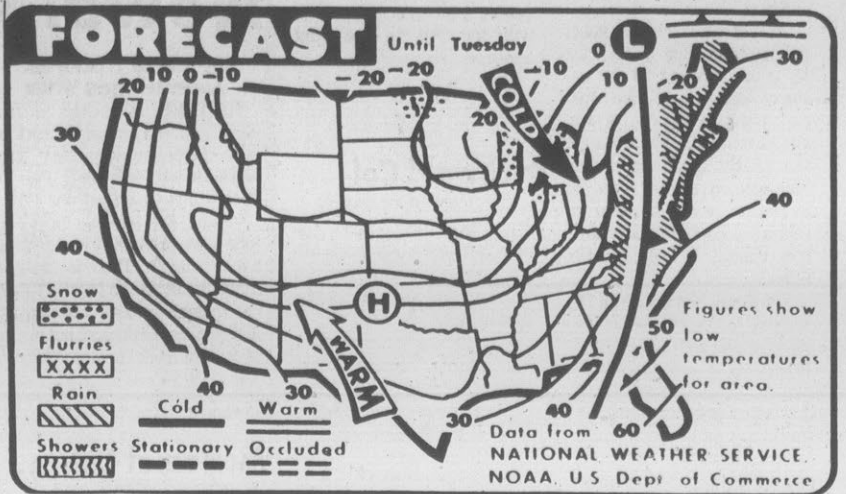 FORECAST Until Tuesday
0 L 30
20 10 0 -10 -20 -20 -10 10 20
COLD
20
30
40
40
H
Snow
Figures show
50 low
Flurries
temperatures
XXXX
WARM
for area.
40 30
Rain
Cold Warm
30 40 60
Data from
Showers Stationary Occluded
NATIONAL WEATHER SERVICE,
NOAA, U S Dept of Commerce